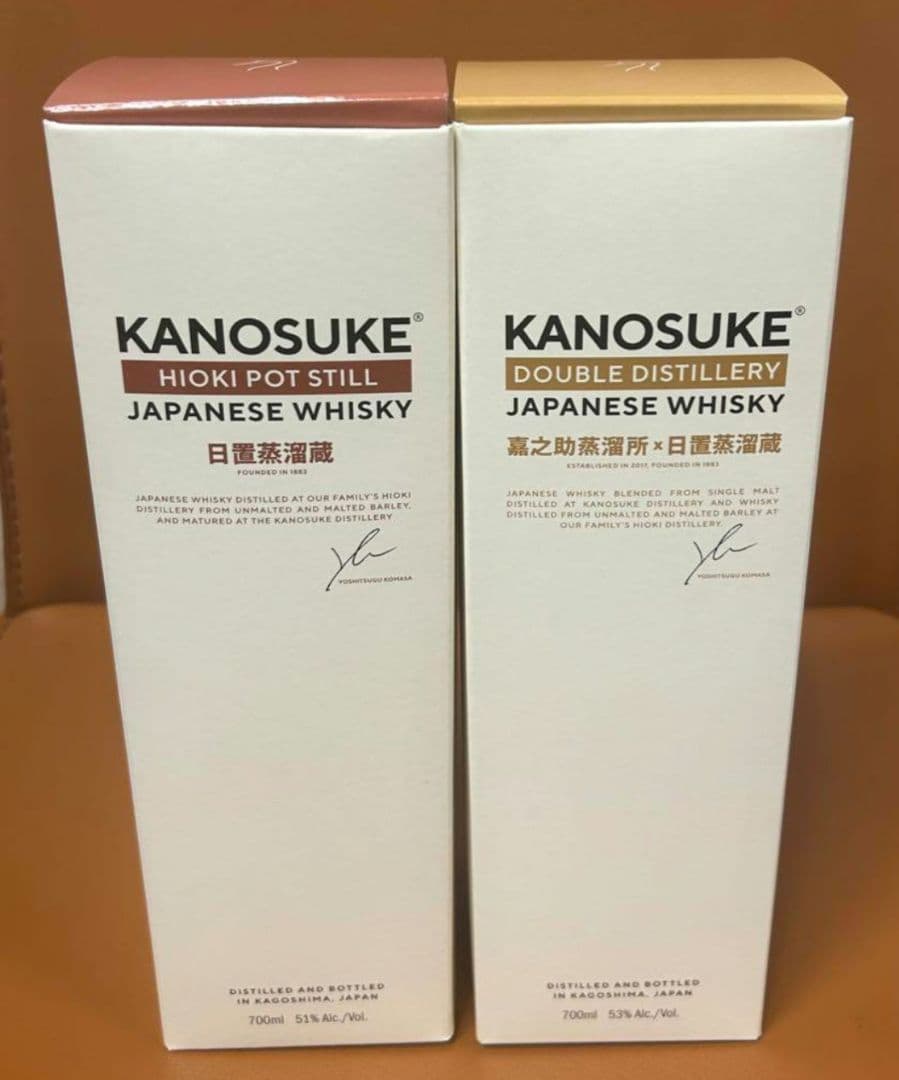 KANOSUKE®
HIOKI POT STILL
JAPANESE WHISKY
日置蒸溜蔵
FOUNDED IN 1883
JAPANESE WHISKY DISTILLED AT OUR FAMILY'S HIOKI
DISTILLERY FROM UNMALTED AND MALTED BARLEY,
AND MATURED AT THE KANOSUKE DISTILLERY
YOSHITSUGU KOMASA
DISTILLED AND BOTTLED
IN KAGOSHIMA, JAPAN
700ml 51% Alc./Vol.
KANOSUKE®
DOUBLE DISTILLERY
JAPANESE WHISKY
嘉之助蒸溜所×日置蒸溜蔵
ESTABLISHED IN 2017, FOUNDED IN 1883
JAPANESE WHISKY BLENDED FROM SINGLE MALT
DISTILLED AT KANOSUKE DISTILLERY AND WHISKY
DISTILLED FROM UNMALTED AND MALTED BARLEY AT
OUR FAMILY'S HIOKI DISTILLERY.
YOSHITSUGU KOMASA
DISTILLED AND BOTTLED
IN KAGOSHIMA, JAPAN
700ml 53% Alc./Vol.